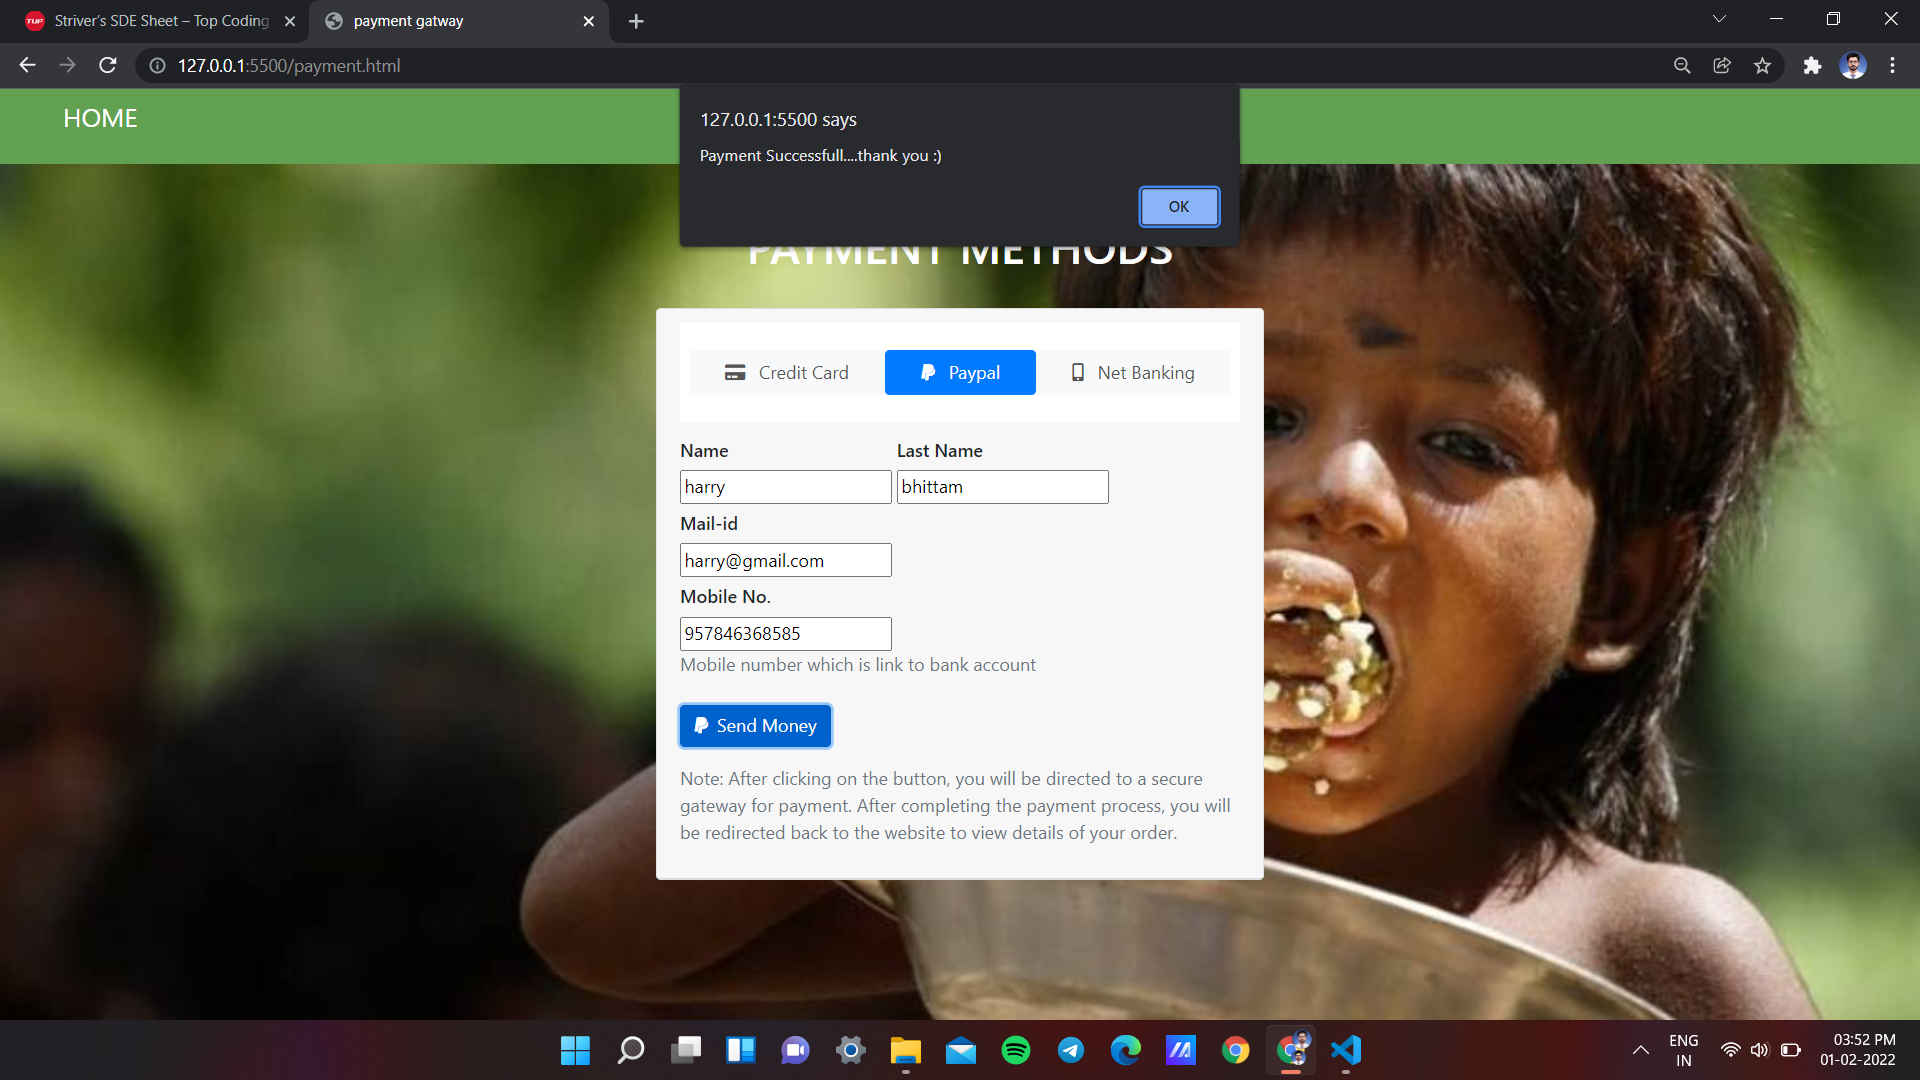 TUF Striver's SDE Sheet – Top Coding
payment gatway
127.0.0.1:5500/payment.html
HOME
127.0.0.1:5500 says
Payment Successfull....thank you :)
OK
PAYMENT METHODS
Credit Card
Paypal
Net Banking
Name Last Name
harry bhittam
Mail-id
harry@gmail.com
Mobile No.
957846368585
Mobile number which is link to bank account
Send Money
Note: After clicking on the button, you will be directed to a secure
gateway for payment. After completing the payment process, you will
be redirected back to the website to view details of your order.
ENG
IN
03:52 PM
01-02-2022